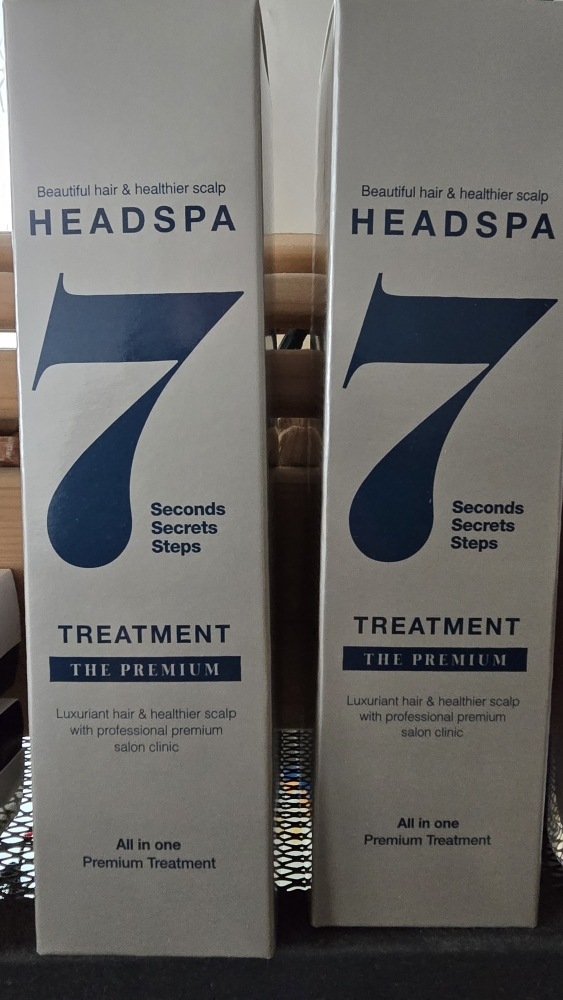 Beautiful hair & healthier scalp
HEADSPA
7
Seconds
Secrets
Steps
TREATMENT
THE PREMIUM
Luxuriant hair & healthier scalp
with professional premium
salon clinic
All in one
Premium Treatment
Beautiful hair & healthier scalp
HEADSPA
7
Seconds
Secrets
Steps
TREATMENT
THE PREMIUM
Luxuriant hair & healthier scalp
with professional premium
salon clinic
All in one
Premium Treatment